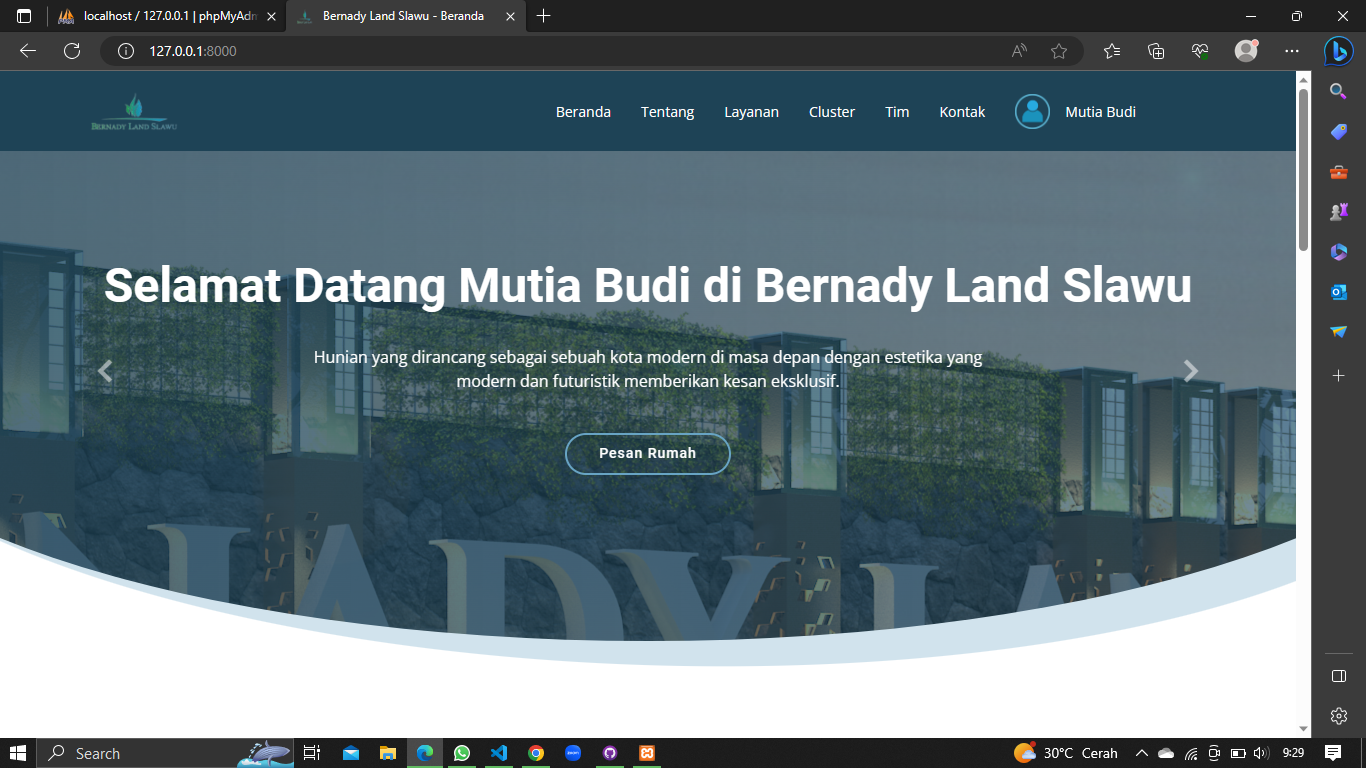 localhost / 127.0.0.1 | phpMyAdm
Bernady Land Slawu - Beranda
127.0.0.1:8000
BERNADY LAND SLAWU
Beranda
Tentang
Layanan
Cluster
Tim
Kontak
Mutia Budi
Selamat Datang Mutia Budi di Bernady Land Slawu
Hunian yang dirancang sebagai sebuah kota modern di masa depan dengan estetika yang
modern dan futuristik memberikan kesan eksklusif.
Pesan Rumah
NADY LAN
Search
30°C Cerah
9:29